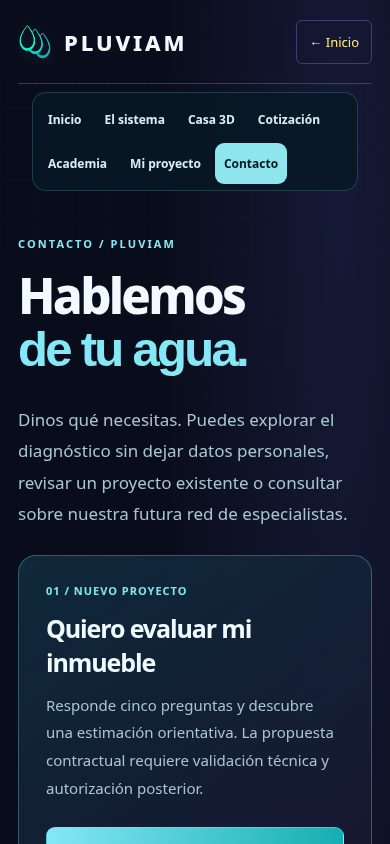 PLUVIAM
← Inicio
Inicio El sistema Casa 3D Cotización
Academia Mi proyecto Contacto
CONTACTO / PLUVIAM
Hablemos
de tu agua.
Dinos qué necesitas. Puedes explorar el
diagnóstico sin dejar datos personales,
revisar un proyecto existente o consultar
sobre nuestra futura red de especialistas.
01 / NUEVO PROYECTO
Quiero evaluar mi
inmueble
Responde cinco preguntas y descubre
una estimación orientativa. La propuesta
contractual requiere validación técnica y
autorización posterior.